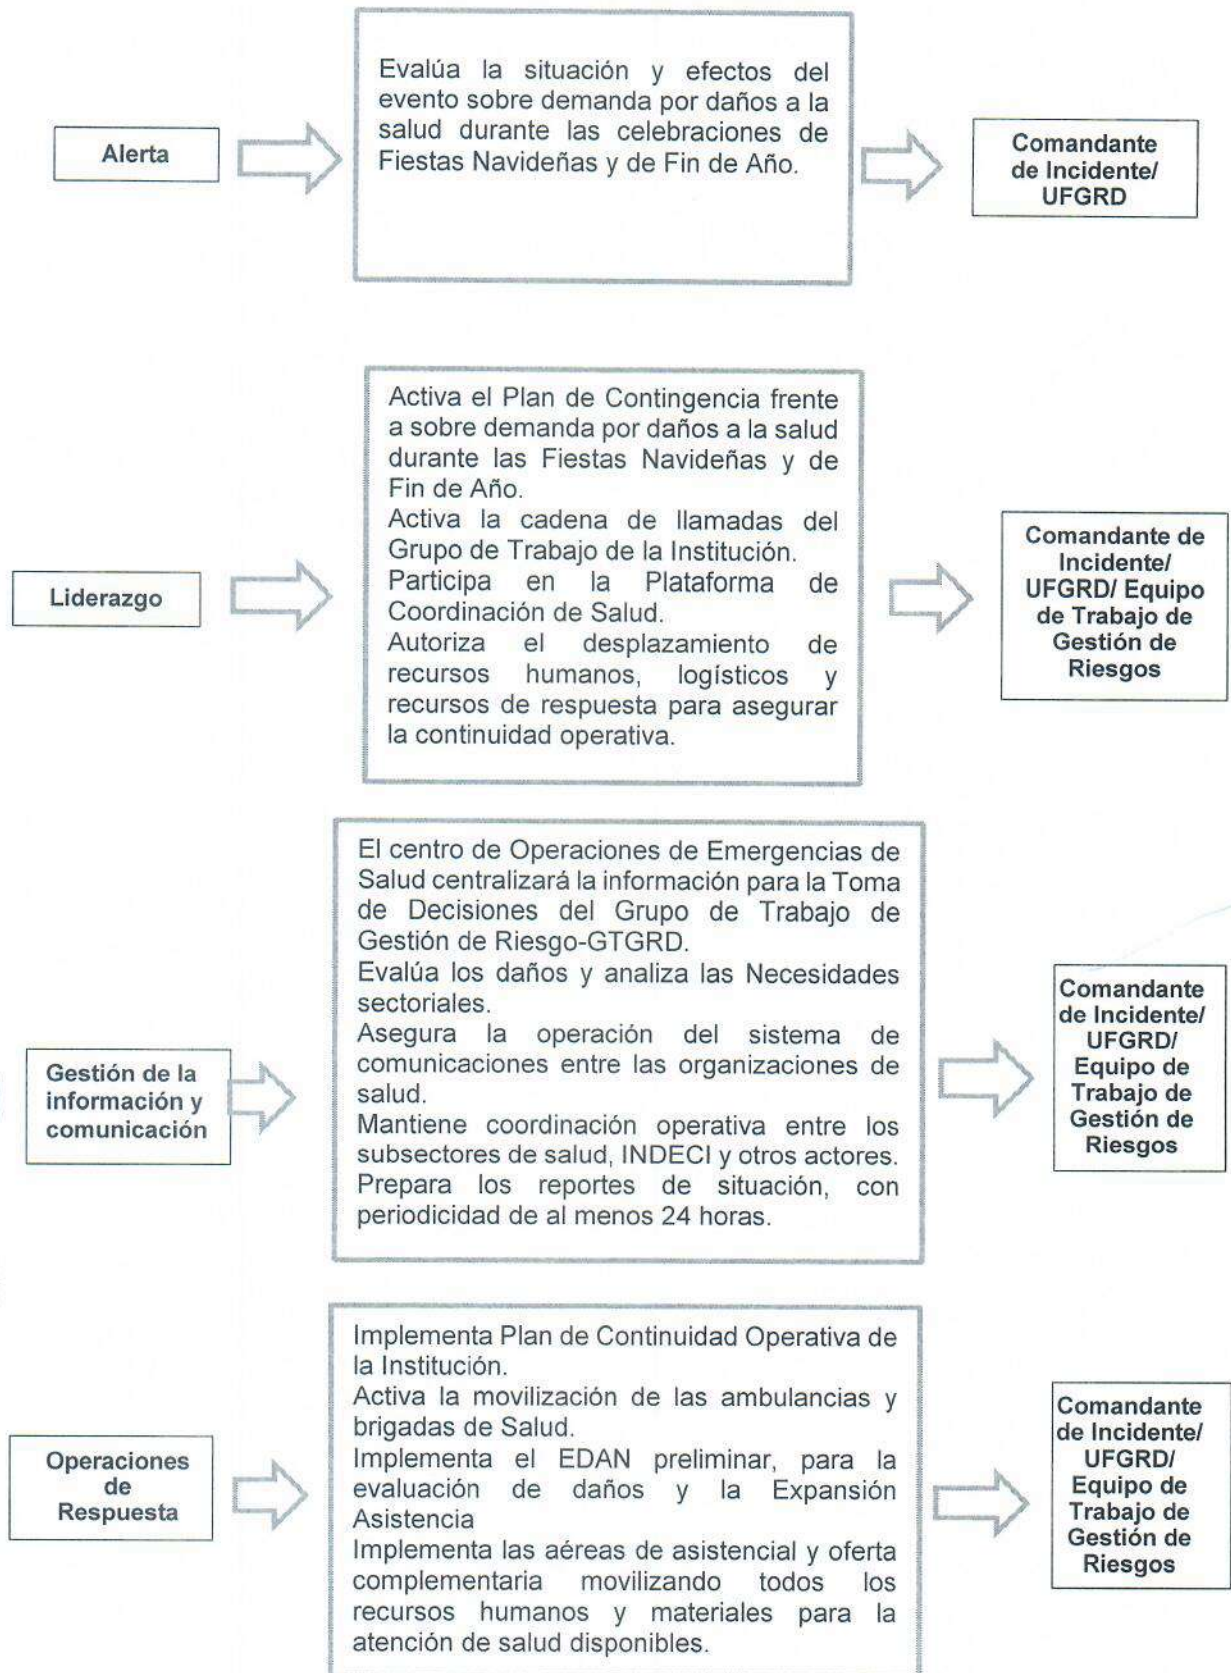 Alerta
Evalúa la situación y efectos del
evento sobre demanda por daños a la
salud durante las celebraciones de
Fiestas Navideñas y de Fin de Año.
Comandante
de Incidente/
UFGRD
Liderazgo
Activa el Plan de Contingencia frente
a sobre demanda por daños a la salud
durante las Fiestas Navideñas y de
Fin de Año.
Activa la cadena de llamadas del
Grupo de Trabajo de la Institución.
Participa en la Plataforma de
Coordinación de Salud.
Autoriza el desplazamiento de
recursos humanos, logísticos y
recursos de respuesta para asegurar
la continuidad operativa.
Comandante de
Incidente/
UFGRD/ Equipo
de Trabajo de
Gestión de
Riesgos
Gestión de la
información y
comunicación
El centro de Operaciones de Emergencias de
Salud centralizará la información para la Toma
de Decisiones del Grupo de Trabajo de
Gestión de Riesgo-GTGRD.
Evalúa los daños y analiza las Necesidades
sectoriales.
Asegura la operación del sistema de
comunicaciones entre las organizaciones de
salud.
Mantiene coordinación operativa entre los
subsectores de salud, INDECI y otros actores.
Prepara los reportes de situación, con
periodicidad de al menos 24 horas.
Comandante
de Incidente/
UFGRD/
Equipo de
Trabajo de
Gestión de
Riesgos
Operaciones
de
Respuesta
Implementa Plan de Continuidad Operativa de
la Institución.
Activa la movilización de las ambulancias y
brigadas de Salud.
Implementa el EDAN preliminar, para la
evaluación de daños y la Expansión
Asistencia
Implementa las aéreas de asistencial y oferta
complementaria movilizando todos los
recursos humanos y materiales para la
atención de salud disponibles.
Comandante
de Incidente/
UFGRD/
Equipo de
Trabajo de
Gestión de
Riesgos